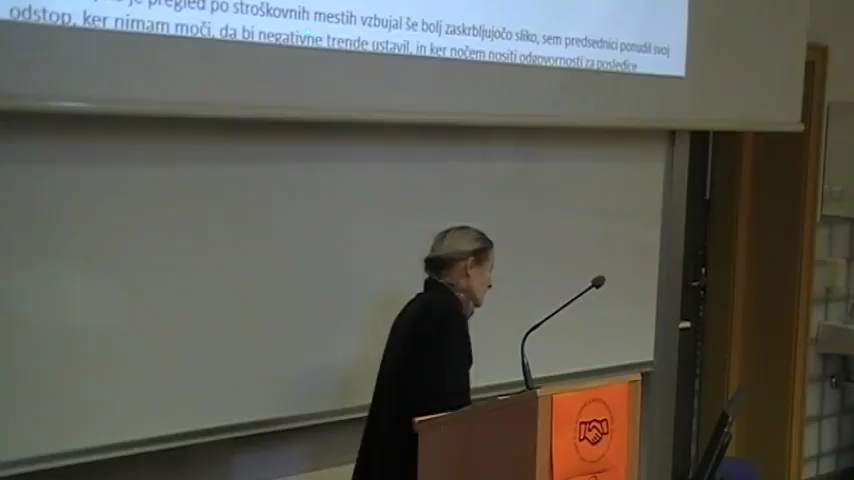 je pregled po stroškovnih mestih vzbujal še bolj zaskrbljujočo sliko, sem predsednici ponudil svoj
odstop, ker nimam moči, da bi negativne trende ustavil, in ker nočem nositi odgovornosti za posledice